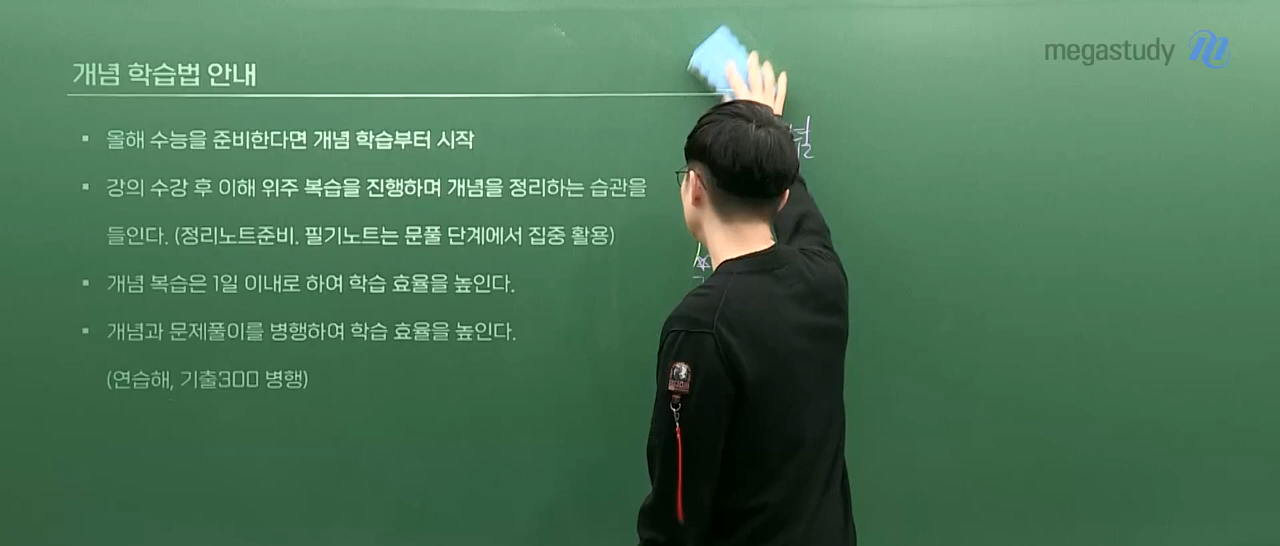 megastudy
개념 학습법 안내
▪ 올해 수능을 준비한다면 개념 학습부터 시작
▪ 강의 수강 후 이해 위주 복습을 진행하며 개념을 정리하는 습관을
들인다. (정리노트준비. 필기노트는 문풀 단계에서 집중 활용)
▪ 개념 복습은 1일 이내로 하여 학습 효율을 높인다.
▪ 개념과 문제풀이를 병행하여 학습 효율을 높인다.
(연습해, 기출300 병행)